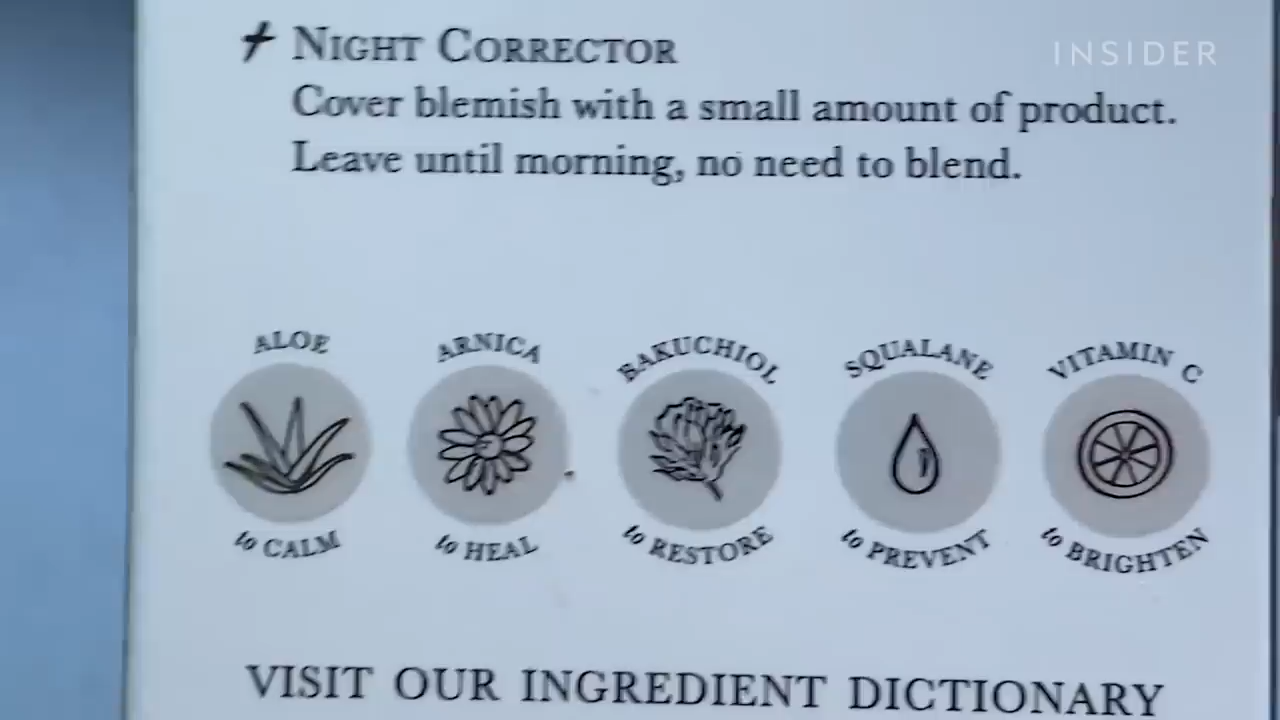 NIGHT CORRECTOR
INSIDER
Cover blemish with a small amount of product.
Leave until morning, no need to blend.
ALOE
to CALM
ARNICA
to HEAL
BAKUCHIOL
to RESTORE
SQUALANE
to PREVENT
VITAMIN C
to BRIGHTEN
VISIT OUR INGREDIENT DICTIONARY